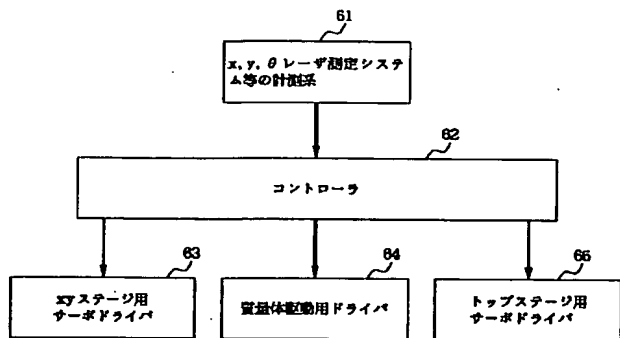 61
x, y, θ レーザ測定システ
ム等の計測系
62
コントローラ
63
xyステージ用
サーボドライバ
64
質量体駆動用ドライバ
65
トップステージ用
サーボドライバ